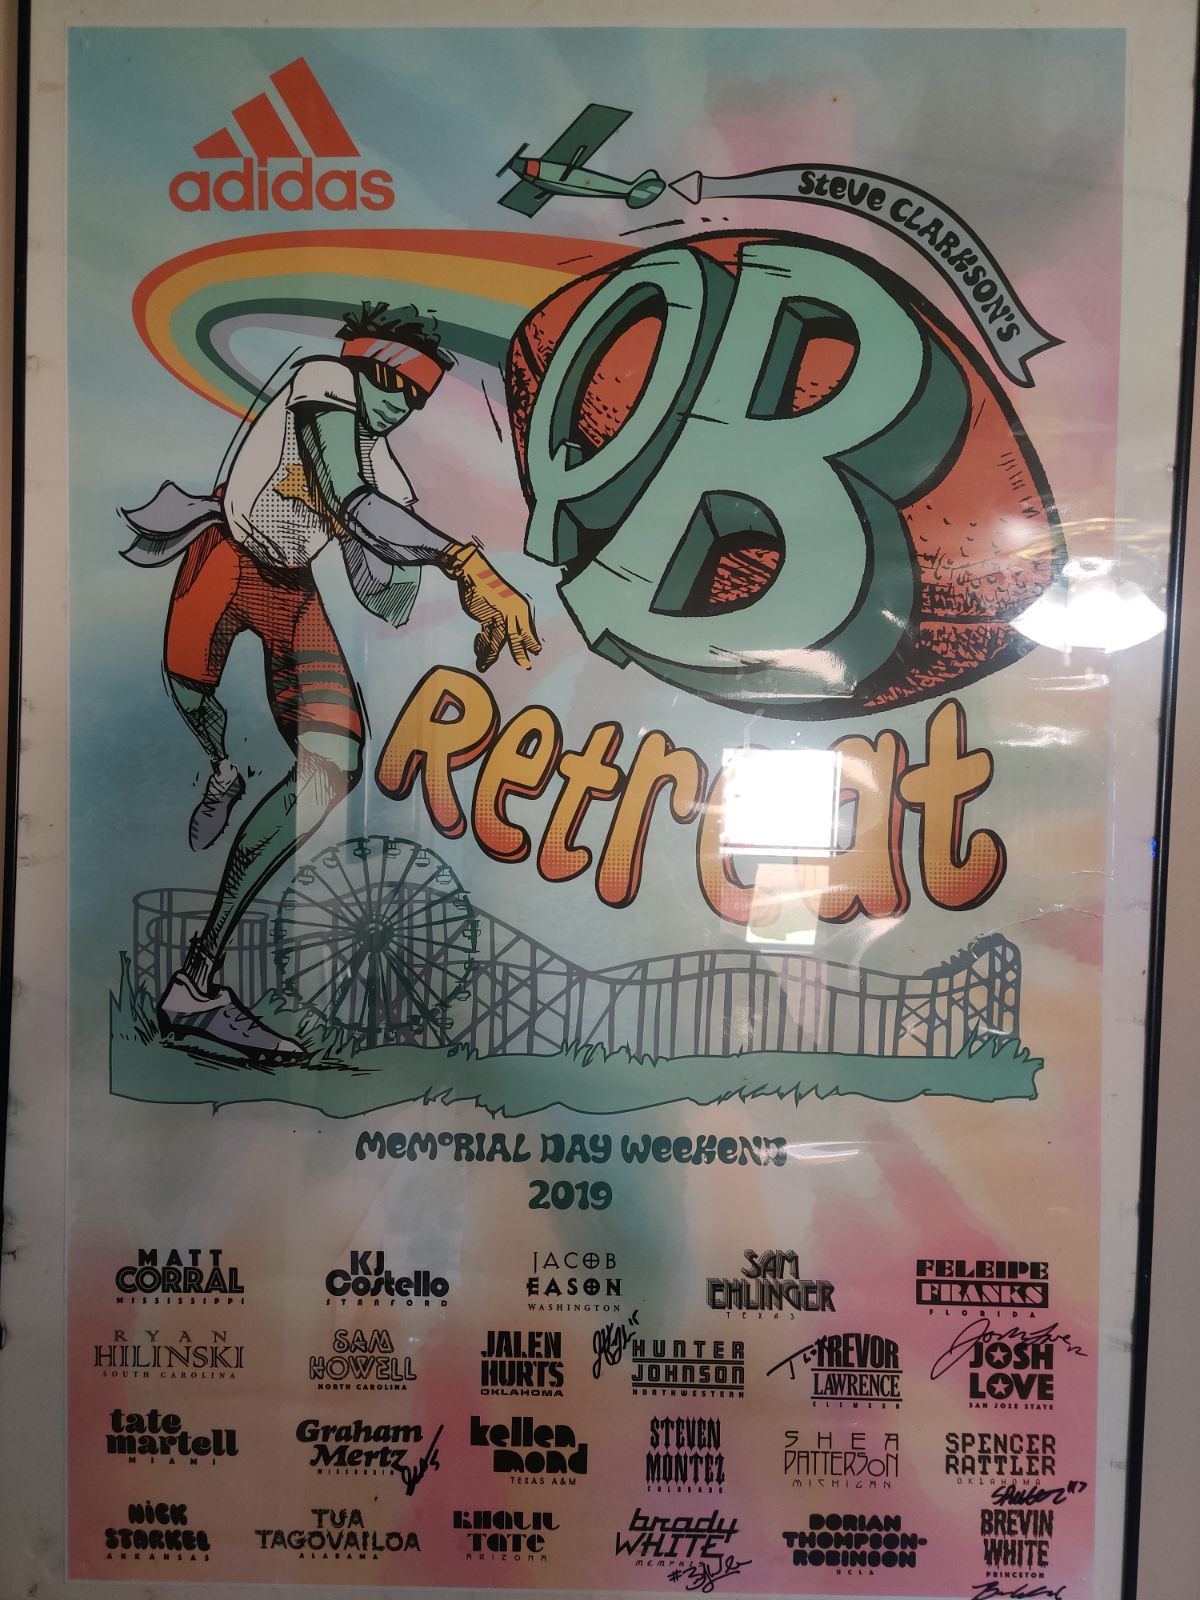 adidas
Steve CLARKSON'S
QB
Retreat
MEMORIAL DAY WEEKEND
2019
MATT
CORRAL
MISSISSIPPI
KJ
Costello
STANFORD
JACOB
EASON
WASHINGTON
SAM
EHLINGER
TEXAS
FELEIPE
FRANKS
FLORIDA
RYAN
HILINSKI
SOUTH CAROLINA
SAM
HOWELL
NORTH CAROLINA
JALEN
HURTS
OKLAHOMA
HUNTER
JOHNSON
NORTHWESTERN
TREVOR
LAWRENCE
CLEMSON
JOSH
LOVE
SAN JOSE STATE
tate
martell
MIAMI
Graham
Mertz
WISCONSIN
kellen
mond
TEXAS A&M
STEVEN
MONTEZ
COLORADO
SHEA
PATTERSON
MICHIGAN
SPENCER
RATTLER
OKLAHOMA
NICK
STARKEL
ARKANSAS
TUA
TAGOVAILOA
ALABAMA
KHALIL
TATE
ARIZONA
brady
WHITE
MEMPHIS
DORIAN
THOMPSON-
ROBINSON
UCLA
BREVIN
WHITE
PRINCETON